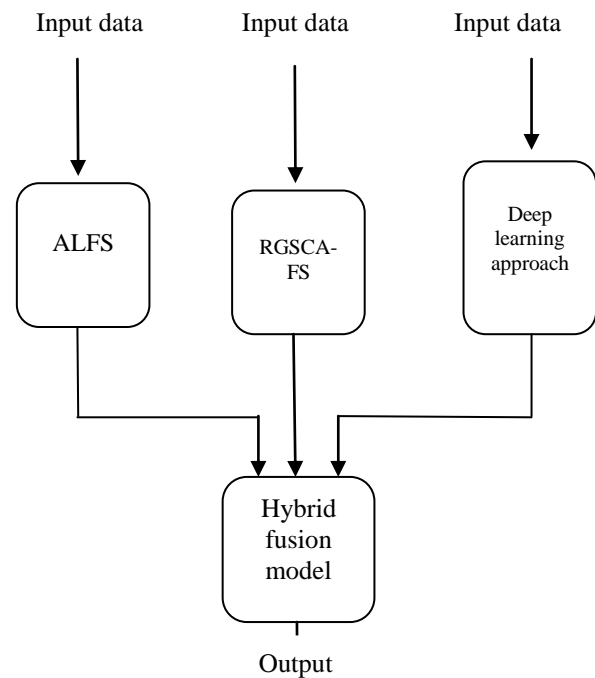 Input data
Input data
Input data
ALFS
RGSCA-
FS
Deep
learning
approach
Hybrid
fusion
model
Output